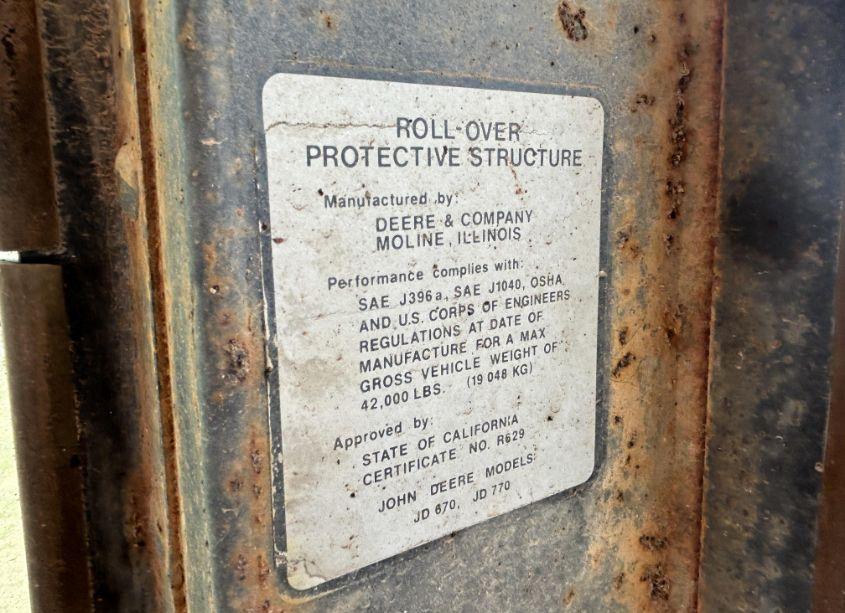 ROLL-OVER
PROTECTIVE STRUCTURE
Manufactured by:
DEERE & COMPANY
MOLINE, ILLINOIS
Performance complies with:
SAE J396a, SAE J1040, OSHA
AND U.S. CORPS OF ENGINEERS
REGULATIONS AT DATE OF
MANUFACTURE FOR A MAX
GROSS VEHICLE WEIGHT OF
42,000 LBS. (19 048 KG)
Approved by:
STATE OF CALIFORNIA
CERTIFICATE NO. R629
JOHN DEERE MODELS:
JD 670, JD 770